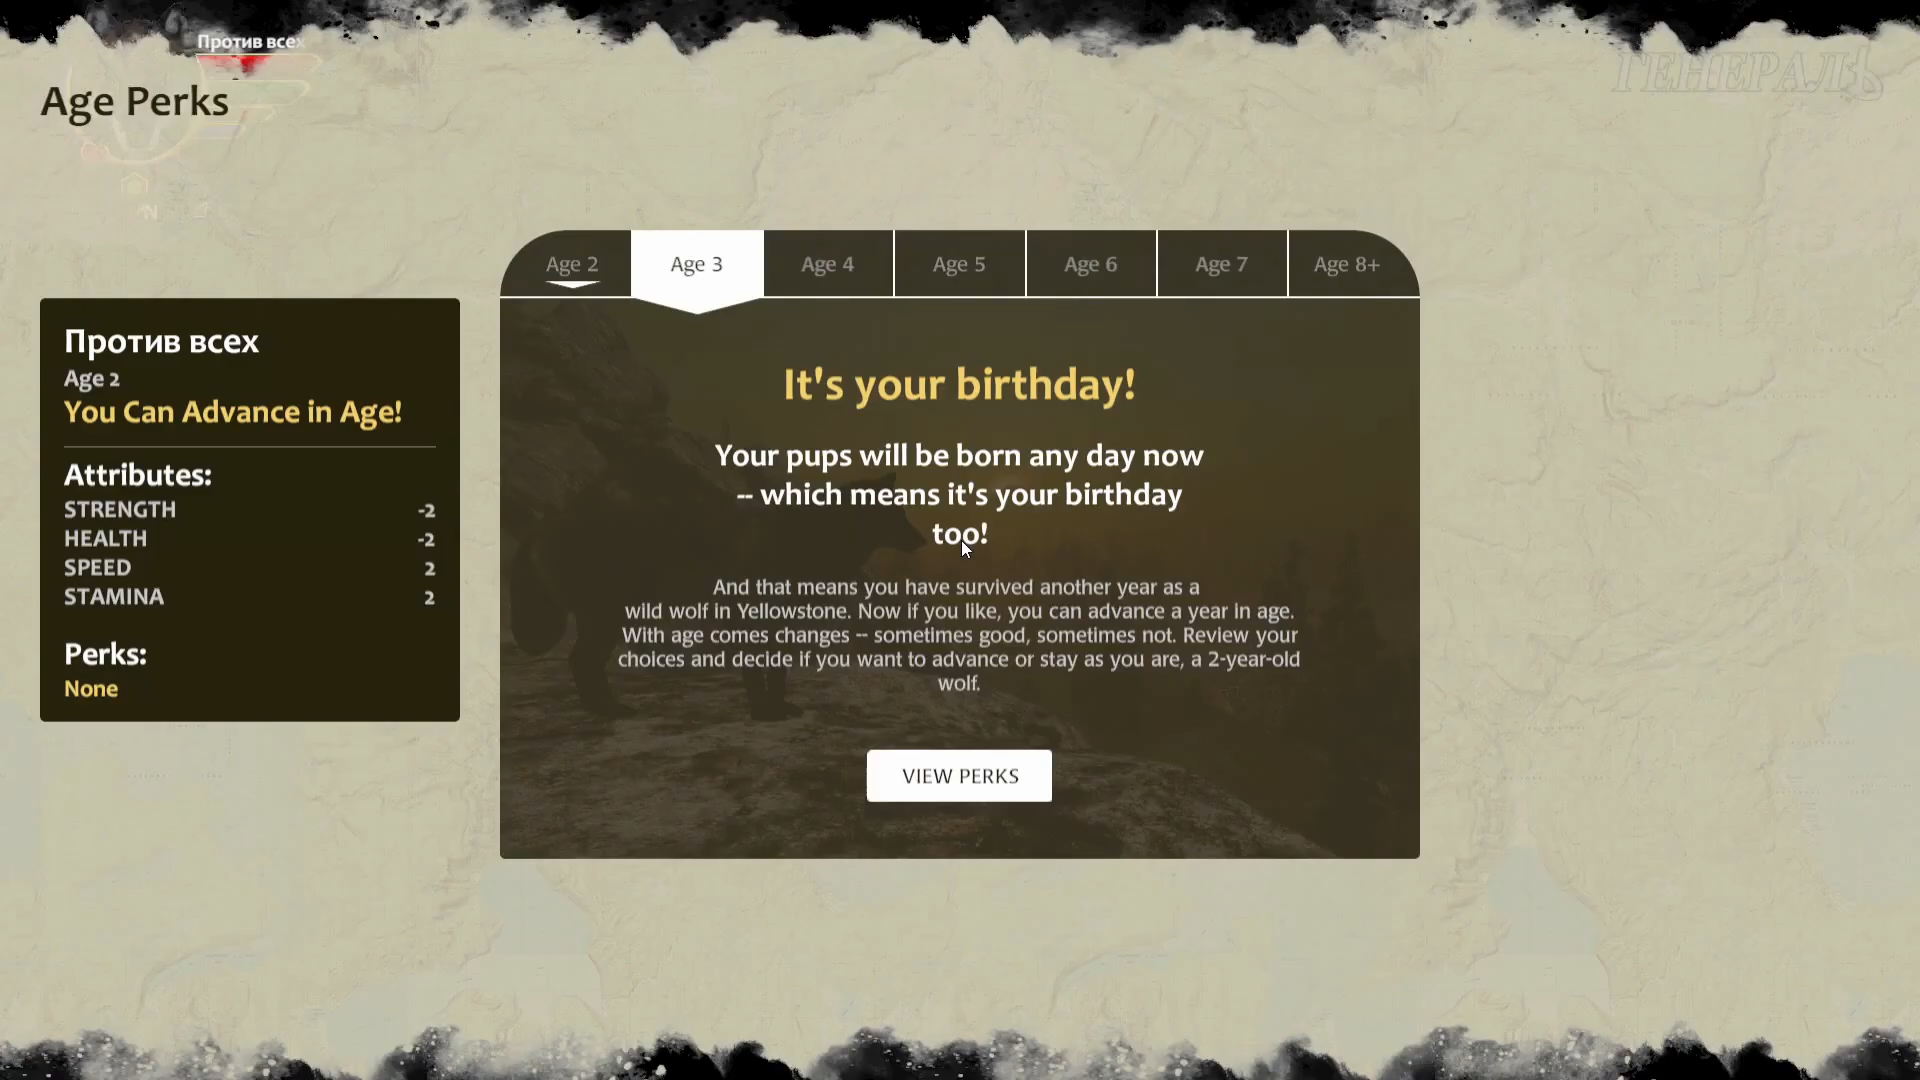 Против всех
ГЕНЕРАЛЪ
Age Perks
N
Age 2
Age 3
Age 4
Age 5
Age 6
Age 7
Age 8+
Против всех
Age 2
You Can Advance in Age!
Attributes:
STRENGTH -2
HEALTH -2
SPEED 2
STAMINA 2
Perks:
None
It's your birthday!
Your pups will be born any day now
-- which means it's your birthday
too!
And that means you have survived another year as a
wild wolf in Yellowstone. Now if you like, you can advance a year in age.
With age comes changes -- sometimes good, sometimes not. Review your
choices and decide if you want to advance or stay as you are, a 2-year-old
wolf.
VIEW PERKS